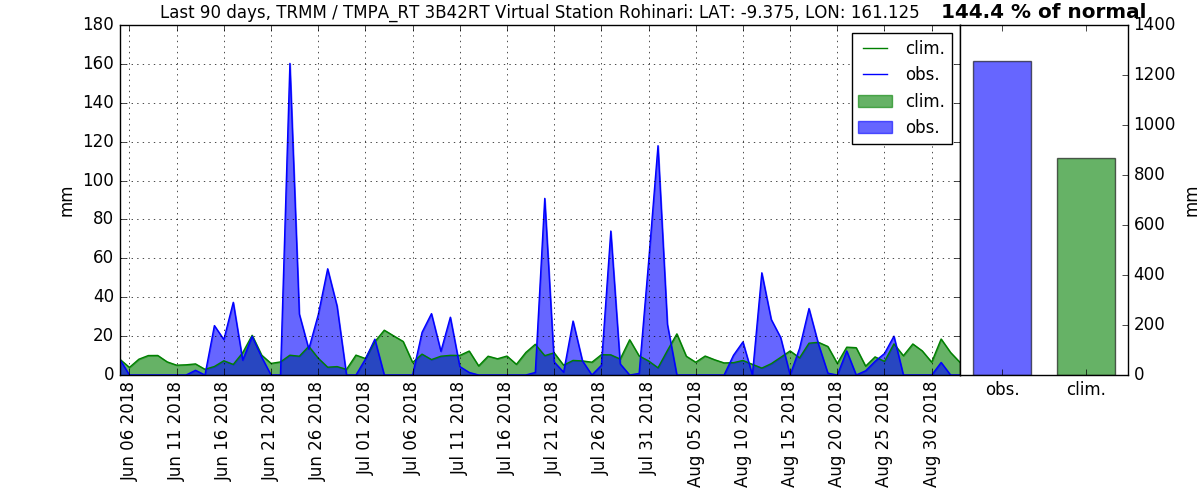 Last 90 days, TRMM / TMPA_RT 3B42RT Virtual Station Rohinari: LAT: -9.375, LON: 161.125
144.4 % of normal
180
160
140
120
100
80
60
40
20
0
mm
clim.
obs.
clim.
obs.
Jun 06 2018
Jun 11 2018
Jun 16 2018
Jun 21 2018
Jun 26 2018
Jul 01 2018
Jul 06 2018
Jul 11 2018
Jul 16 2018
Jul 21 2018
Jul 26 2018
Jul 31 2018
Aug 05 2018
Aug 10 2018
Aug 15 2018
Aug 20 2018
Aug 25 2018
Aug 30 2018
1400
1200
1000
800
600
400
200
0
mm
obs.
clim.